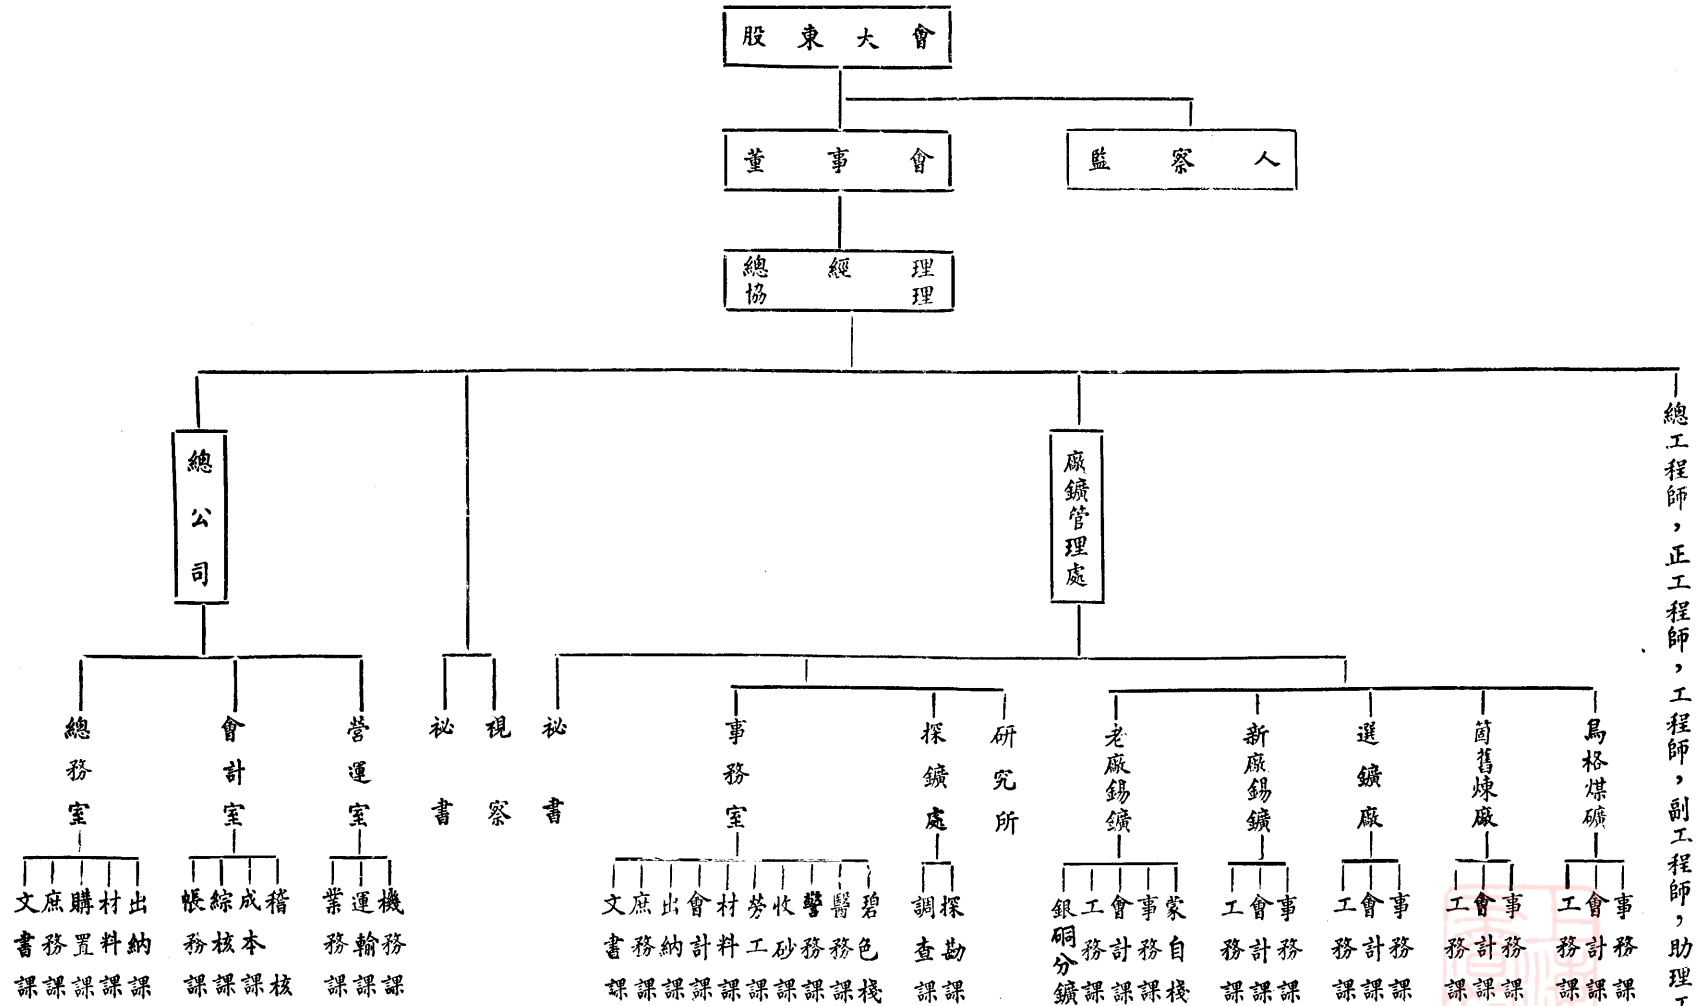 股東大會
董事會
監察人
總經理
協理
總公司
廠鑛管理處
總工程師，正工程師，工程師，副工程師，助理工
總務室
會計室
營運室
祕書
視察
祕書
事務室
探鑛處
研究所
老廠錫鑛
新廠錫鑛
選鑛廠
箇舊煉廠
烏格煤礦
文書課
庶務課
購置課
材料課
出納課
帳務課
綜核課
成本課
稽核
業務課
運輸課
機務課
文書課
庶務課
出納課
會計課
材料課
勞工課
收砂課
警務課
醫務課
碧色棧
調查課
探勘課
銀硐分鑛
工務課
會計課
事務課
蒙自棧
工務課
會計課
事務課
工務課
會計課
事務課
工務課
會計課
事務課
工務課
會計課
事務課